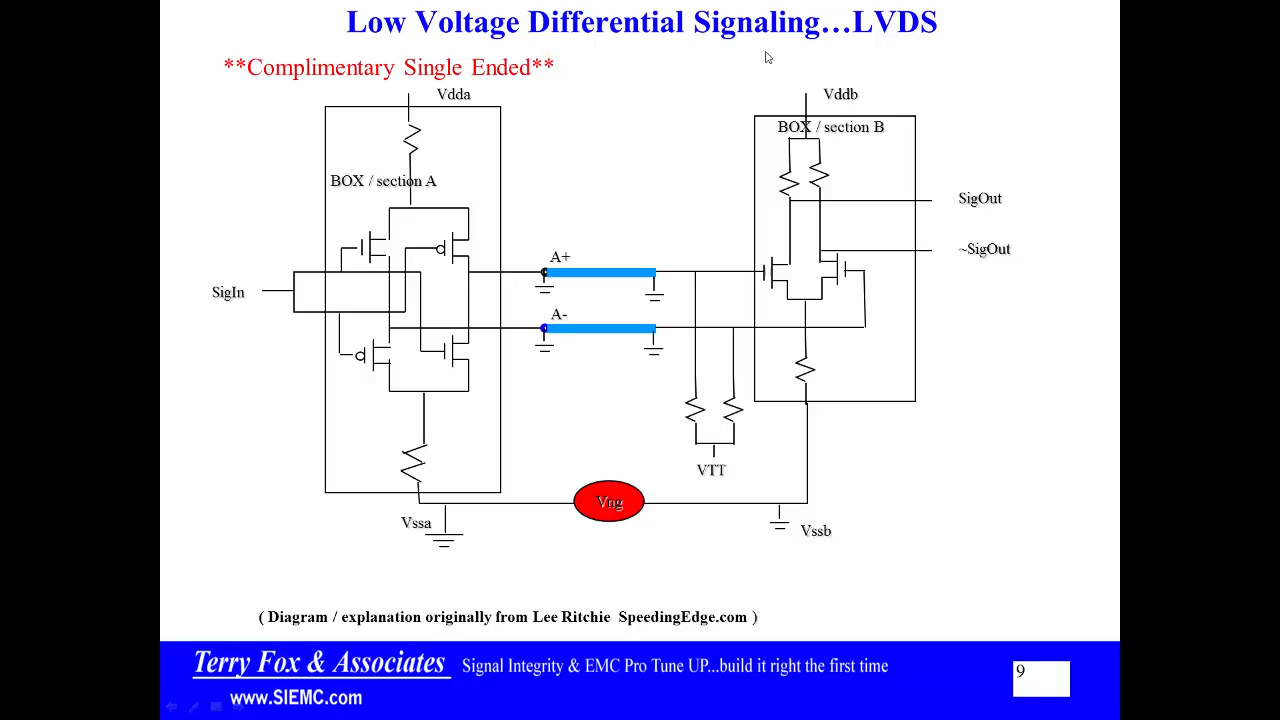 Low Voltage Differential Signaling…LVDS
**Complimentary Single Ended**
Vdda
Vddb
BOX / section B
BOX / section A
SigOut
~SigOut
A+
SigIn
A-
VTT
Vng
Vssa
Vssb
( Diagram / explanation originally from Lee Ritchie SpeedingEdge.com )
Terry Fox & Associates
Signal Integrity & EMC Pro Tune UP...build it right the first time
9
www.SIEMC.com